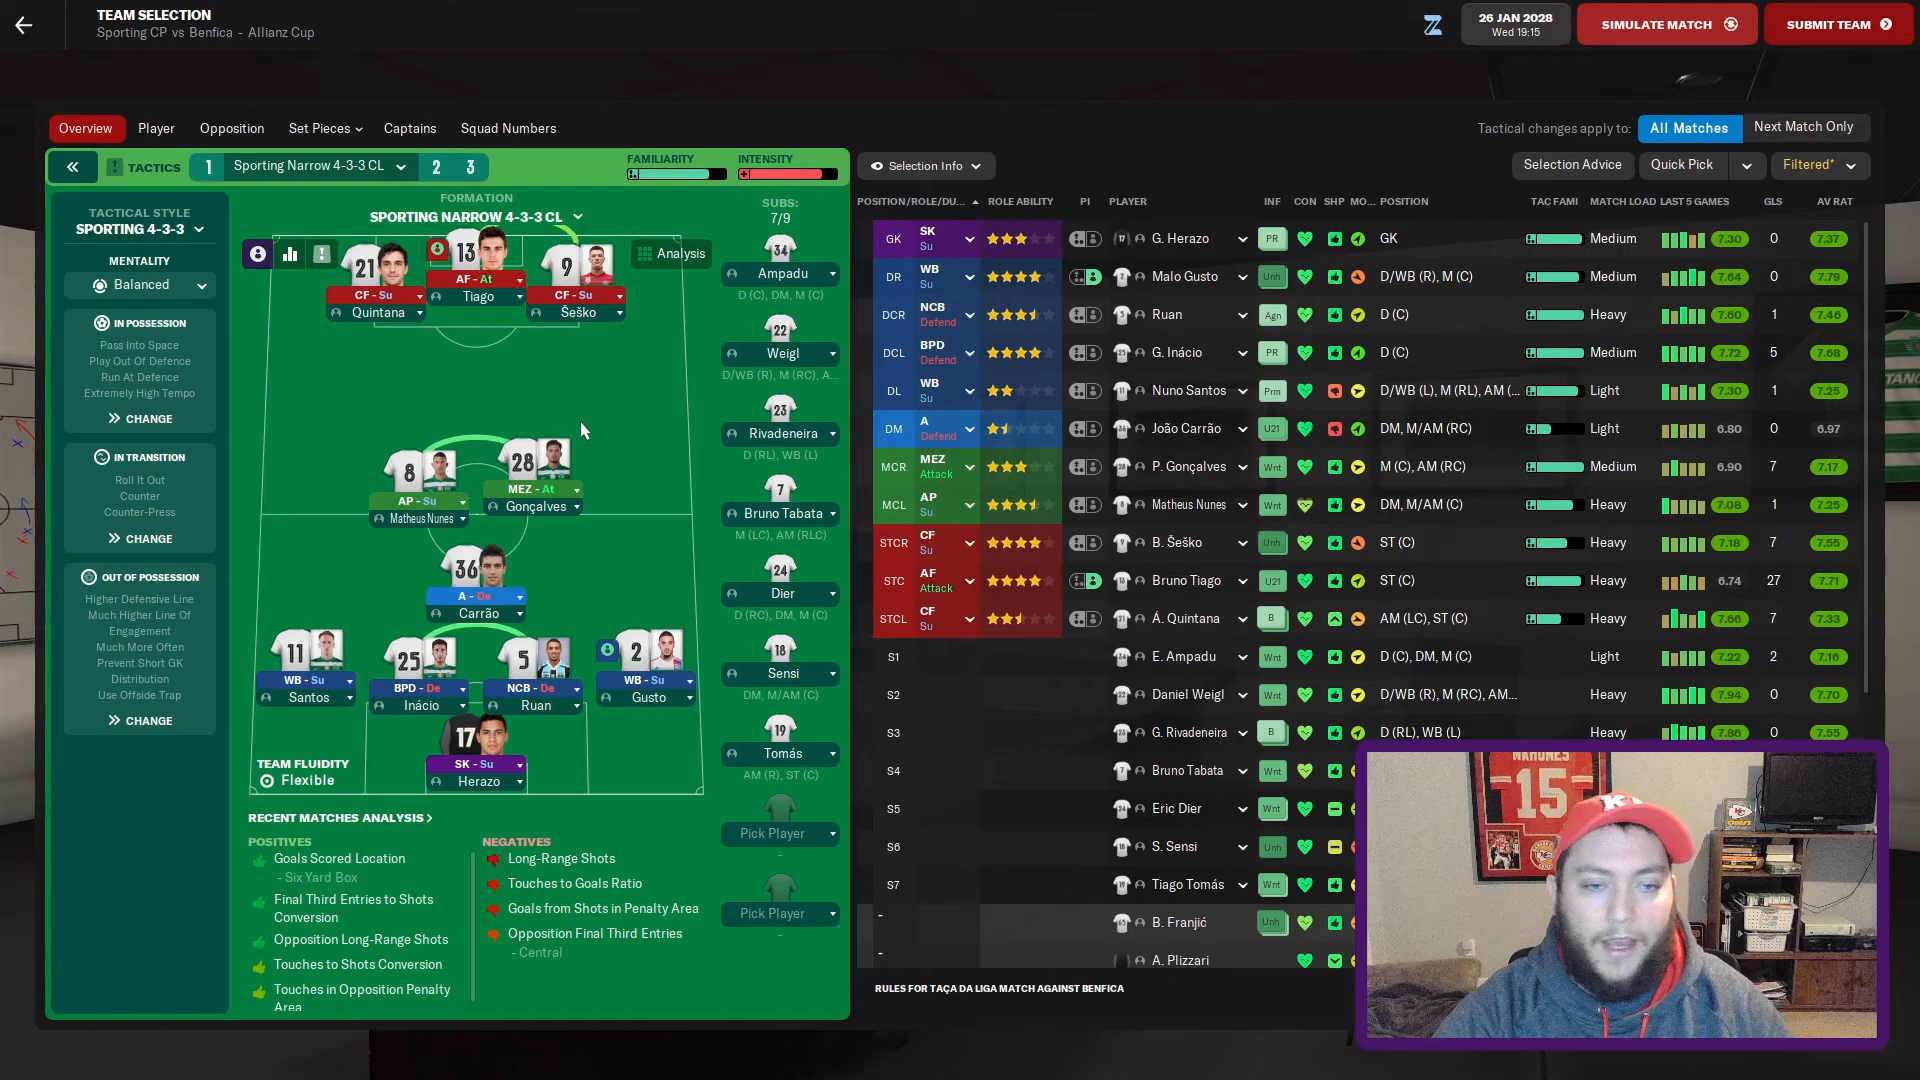 TEAM SELECTION
Sporting CP vs Benfica - Allianz Cup
26 JAN 2028
Wed 19:15
SIMULATE MATCH
SUBMIT TEAM
Overview Player Opposition Set Pieces Captains Squad Numbers
Tactical changes apply to: All Matches Next Match Only
TACTICS 1 Sporting Narrow 4-3-3 CL 2 3
FAMILIARITY INTENSITY
Selection Info
Selection Advice Quick Pick Filtered*
TACTICAL STYLE
SPORTING 4-3-3
MENTALITY
Balanced
IN POSSESSION
Pass Into Space
Play Out Of Defence
Run At Defence
Extremely High Tempo
CHANGE
IN TRANSITION
Roll It Out
Counter
Counter-Press
CHANGE
OUT OF POSSESSION
Higher Defensive Line
Much Higher Line Of
Engagement
Much More Often
Prevent Short GK
Distribution
Use Offside Trap
CHANGE
FORMATION
SPORTING NARROW 4-3-3 CL
Analysis
21
CF - Su
Quintana
13
AF - At
Tiago
9
CF - Su
Šeško
8
AP - Su
Matheus Nunes
28
MEZ - At
Gonçalves
36
A - De
Carrão
11
WB - Su
Santos
25
BPD - De
Inácio
5
NCB - De
Ruan
2
WB - Su
Gusto
17
SK - Su
Herazo
TEAM FLUIDITY
Flexible
SUBS:
7/9
34
Ampadu
D (C), DM, M (C)
22
Weigl
D/WB (R), M (RC), A...
23
Rivadeneira
D (RL), WB (L)
7
Bruno Tabata
M (LC), AM (RLC)
24
Dier
D (RC), DM, M (C)
18
Sensi
DM, M/AM (C)
19
Tomás
AM (R), ST (C)
Pick Player
-
Pick Player
-
RECENT MATCHES ANALYSIS >
POSITIVES
Goals Scored Location
- Six Yard Box
Final Third Entries to Shots
Conversion
Opposition Long-Range Shots
Touches to Shots Conversion
Touches in Opposition Penalty
Area
NEGATIVES
Long-Range Shots
Touches to Goals Ratio
Goals from Shots in Penalty Area
Opposition Final Third Entries
- Central
POSITION/ROLE/DU... ROLE ABILITY PI PLAYER INF CON SHP MO... POSITION TAC FAMI MATCH LOAD LAST 5 GAMES GLS AV RAT
GK SK Su G. Herazo PR GK Medium 7.30 0 7.37
DR WB Su Malo Gusto Unh D/WB (R), M (C) Medium 7.64 0 7.79
DCR NCB Defend Ruan Agn D (C) Heavy 7.60 1 7.46
DCL BPD Defend G. Inácio PR D (C) Medium 7.72 5 7.68
DL WB Su Nuno Santos Prm D/WB (L), M (RL), AM (... Light 7.30 1 7.25
DM A Defend João Carrão U21 DM, M/AM (RC) Light 6.80 0 6.97
MCR MEZ Attack P. Gonçalves Wnt M (C), AM (RC) Medium 6.90 7 7.17
MCL AP Su Matheus Nunes Wnt DM, M/AM (C) Heavy 7.08 1 7.25
STCR CF Su B. Šeško Unh ST (C) Heavy 7.18 7 7.55
STC AF Attack Bruno Tiago U21 ST (C) Heavy 6.74 27 7.71
STCL CF Su Á. Quintana B AM (LC), ST (C) Heavy 7.66 7 7.33
S1 E. Ampadu Wnt D (C), DM, M (C) Light 7.22 2 7.16
S2 Daniel Weigl Wnt D/WB (R), M (RC), AM... Heavy 7.94 0 7.70
S3 G. Rivadeneira B D (RL), WB (L) Heavy 7.86 0 7.55
S4 Bruno Tabata Wnt
S5 Eric Dier Wnt
S6 S. Sensi Unh
S7 Tiago Tomás Wnt
- B. Franjić Unh
- A. Plizzari
RULES FOR TAÇA DA LIGA MATCH AGAINST BENFICA
MAHOMES
15
CHIEFS